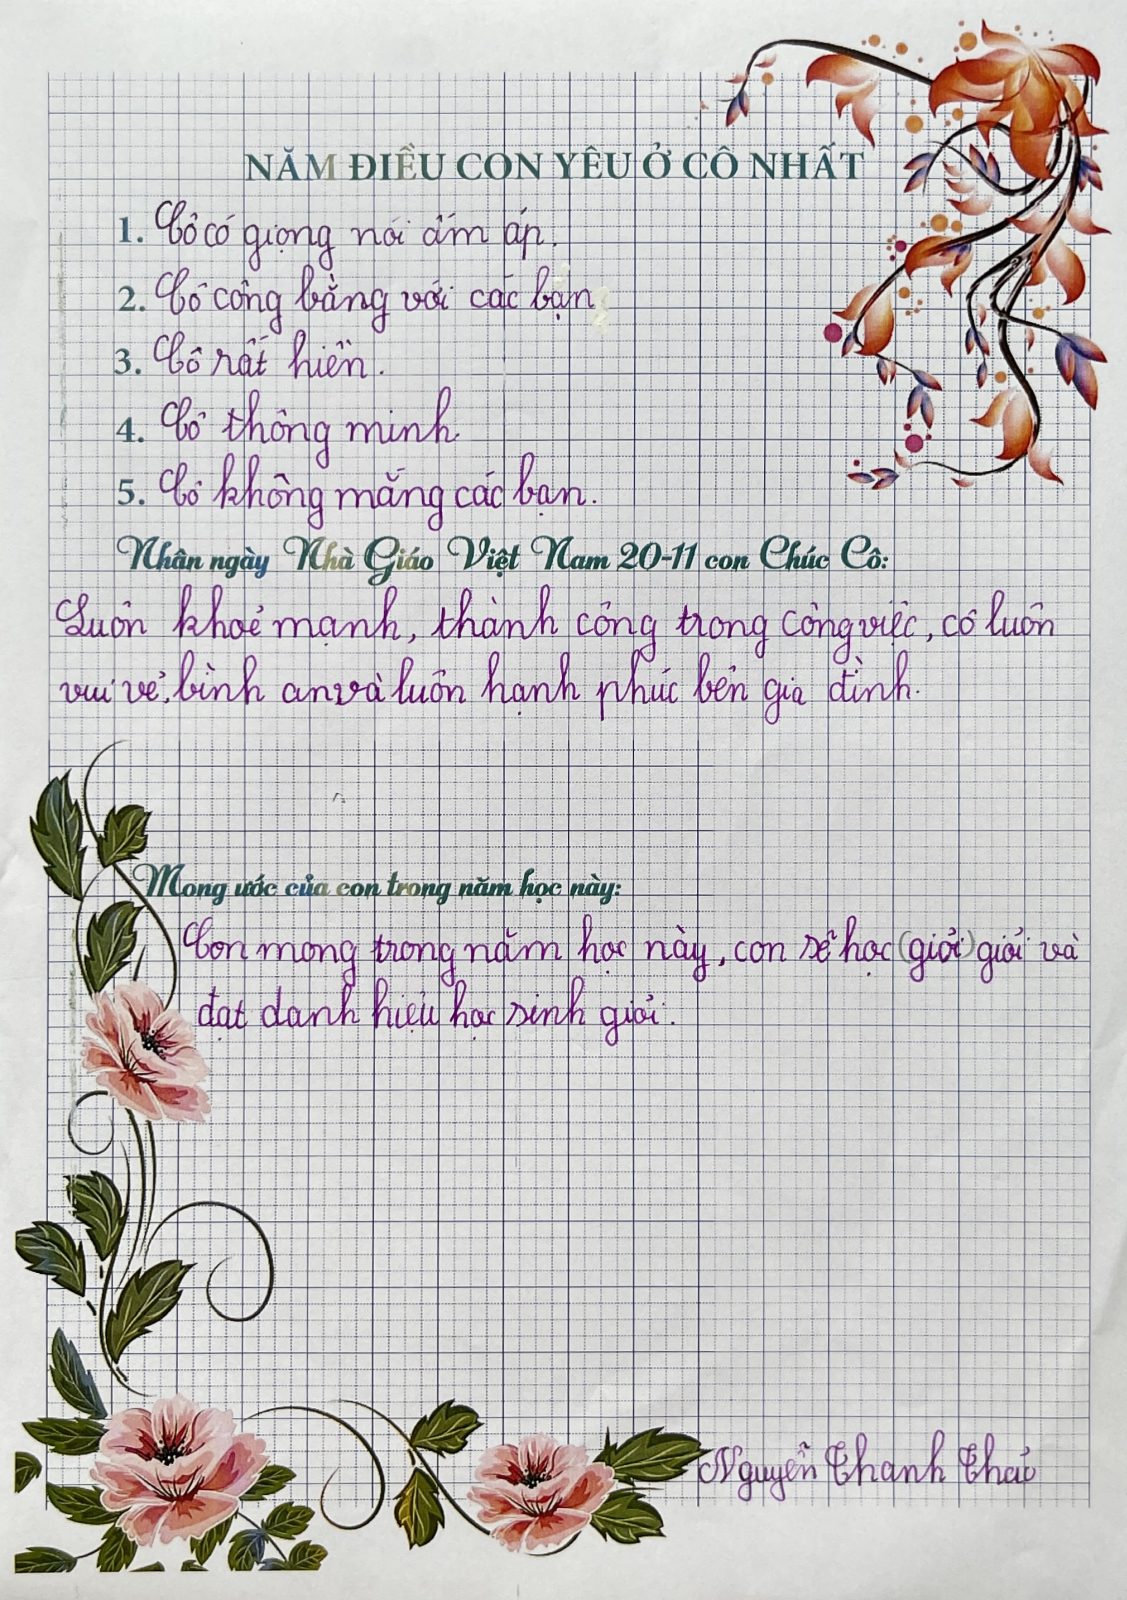 NĂM ĐIỀU CON YÊU Ở CÔ NHẤT
1. Cô có giọng nói ấm áp.
2. Cô công bằng với các bạn
3. Cô rất hiền.
4. Cô thông minh
5. Cô không mắng các bạn.
Nhân ngày Nhà Giáo Việt Nam 20-11 con Chúc Cô:
Luôn khoẻ mạnh, thành công trong công việc, cô luôn
vui vẻ, bình an và luôn hạnh phúc bên gia đình.
Mong ước của con trong năm học này:
Con mong trong năm học này, con sẽ học (giỏi) giỏi và
đạt danh hiệu học sinh giỏi.
Nguyễn Thanh